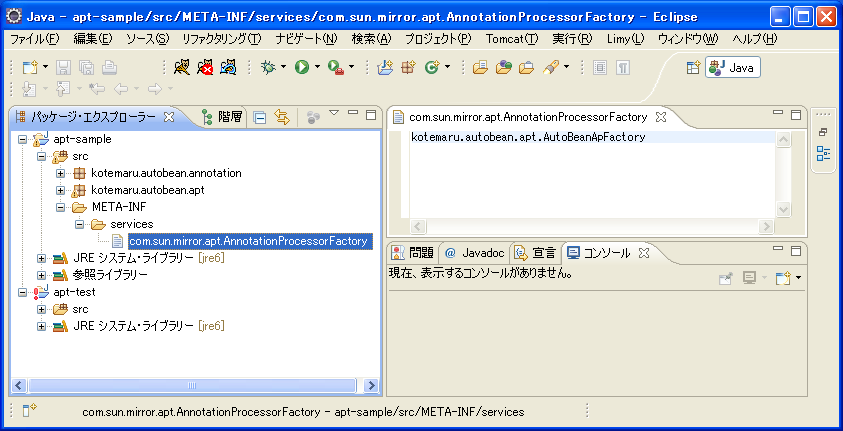 Java - apt-sample/src/META-INF/services/com.sun.mirror.apt.AnnotationProcessorFactory - Eclipse
ファイル(F) 編集(E) ソース(S) リファクタリング(T) ナビゲート(N) 検索(A) プロジェクト(P) Tomcat(T) 実行(R) Limy(L) ウィンドウ(W) ヘルプ(H)
Java
パッケージ・エクスプローラー 階層
apt-sample
src
kotemaru.autobean.annotation
kotemaru.autobean.apt
META-INF
services
com.sun.mirror.apt.AnnotationProcessorFactory
JRE システム・ライブラリー [jre6]
参照ライブラリー
apt-test
src
JRE システム・ライブラリー [jre6]
com.sun.mirror.apt.AnnotationProcessorFactory
kotemaru.autobean.apt.AutoBeanApFactory
問題 @ Javadoc 宣言 コンソール
現在、表示するコンソールがありません。
com.sun.mirror.apt.AnnotationProcessorFactory - apt-sample/src/META-INF/services